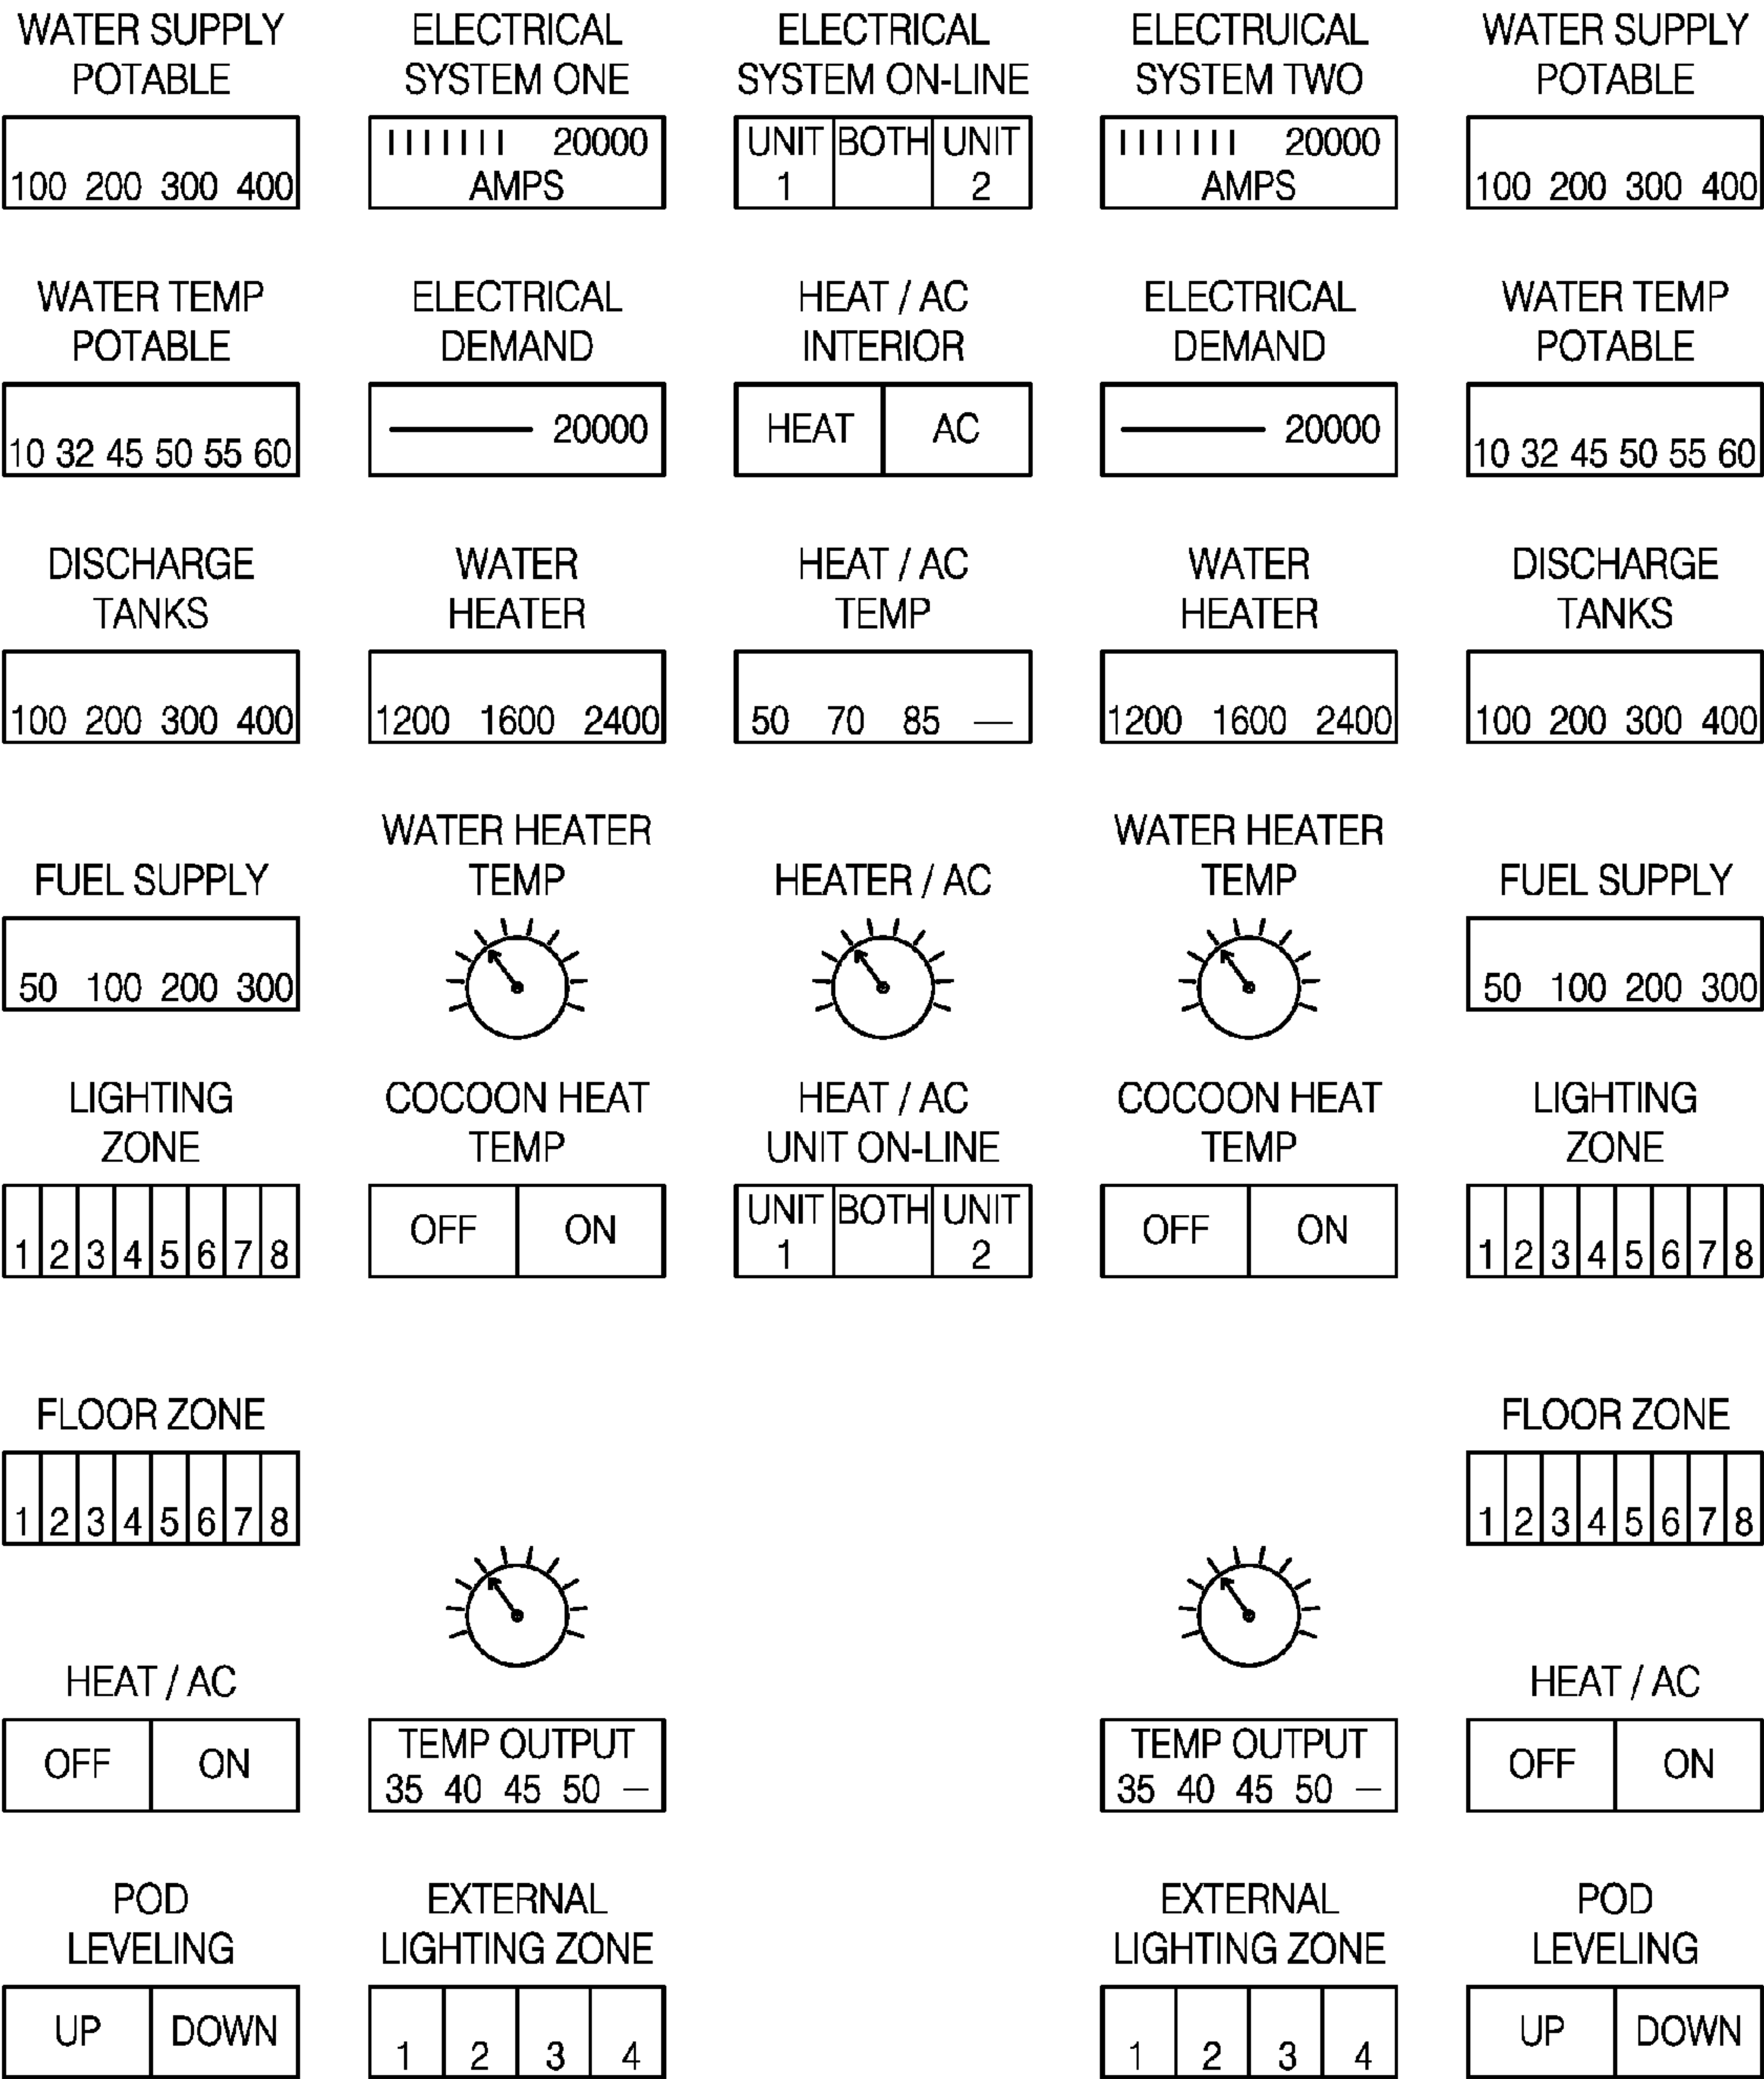 WATER SUPPLY
POTABLE
100 200 300 400
ELECTRICAL
SYSTEM ONE
20000
AMPS
ELECTRICAL
SYSTEM ON-LINE
UNIT BOTH UNIT
1 2
ELECTRUICAL
SYSTEM TWO
20000
AMPS
WATER SUPPLY
POTABLE
100 200 300 400
WATER TEMP
POTABLE
10 32 45 50 55 60
ELECTRICAL
DEMAND
20000
HEAT / AC
INTERIOR
HEAT AC
ELECTRICAL
DEMAND
20000
WATER TEMP
POTABLE
10 32 45 50 55 60
DISCHARGE
TANKS
100 200 300 400
WATER
HEATER
1200 1600 2400
HEAT / AC
TEMP
50 70 85 —
WATER
HEATER
1200 1600 2400
DISCHARGE
TANKS
100 200 300 400
FUEL SUPPLY
50 100 200 300
WATER HEATER
TEMP
HEATER / AC
WATER HEATER
TEMP
FUEL SUPPLY
50 100 200 300
LIGHTING
ZONE
1 2 3 4 5 6 7 8
COCOON HEAT
TEMP
OFF ON
HEAT / AC
UNIT ON-LINE
UNIT BOTH UNIT
1 2
COCOON HEAT
TEMP
OFF ON
LIGHTING
ZONE
1 2 3 4 5 6 7 8
FLOOR ZONE
1 2 3 4 5 6 7 8
FLOOR ZONE
1 2 3 4 5 6 7 8
HEAT / AC
OFF ON
TEMP OUTPUT
35 40 45 50 —
TEMP OUTPUT
35 40 45 50 —
HEAT / AC
OFF ON
POD
LEVELING
UP DOWN
EXTERNAL
LIGHTING ZONE
1 2 3 4
EXTERNAL
LIGHTING ZONE
1 2 3 4
POD
LEVELING
UP DOWN